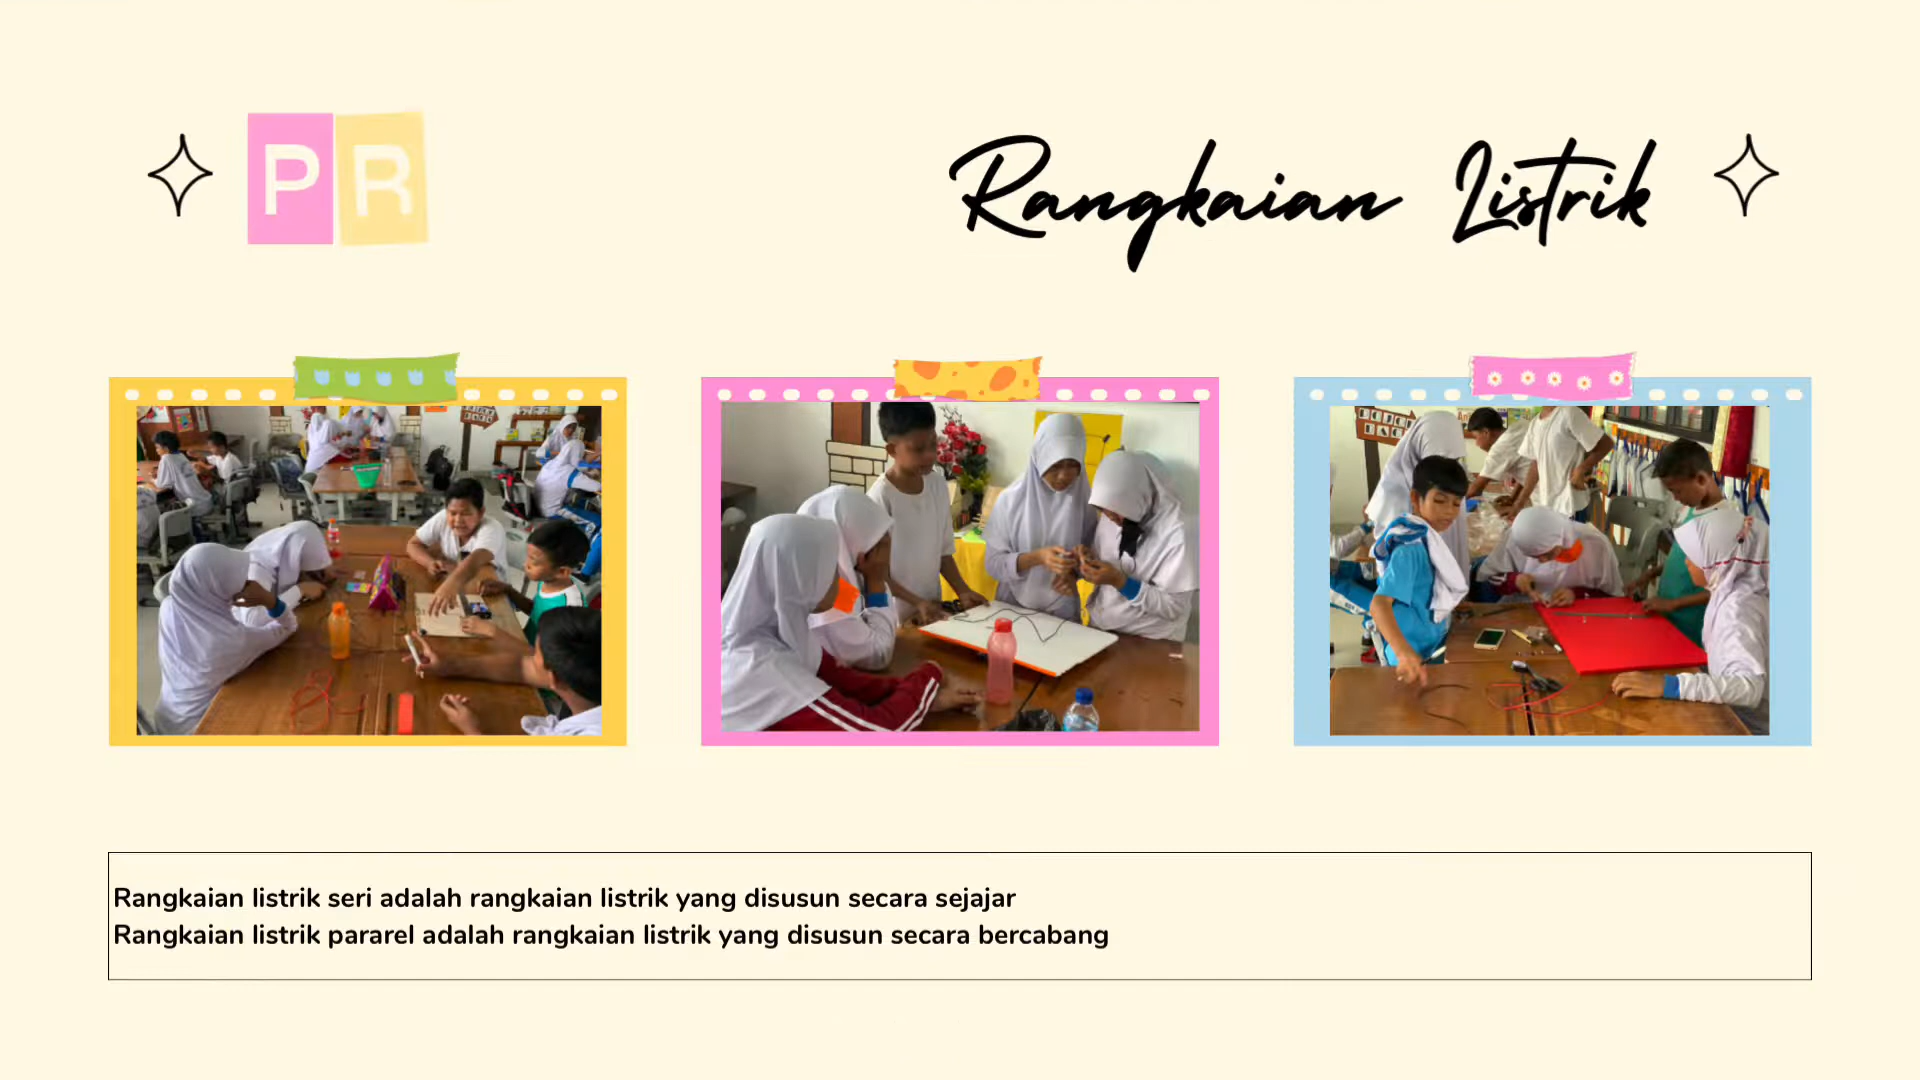 PR
Rangkaian Listrik
Rangkaian listrik seri adalah rangkaian listrik yang disusun secara sejajar
Rangkaian listrik pararel adalah rangkaian listrik yang disusun secara bercabang